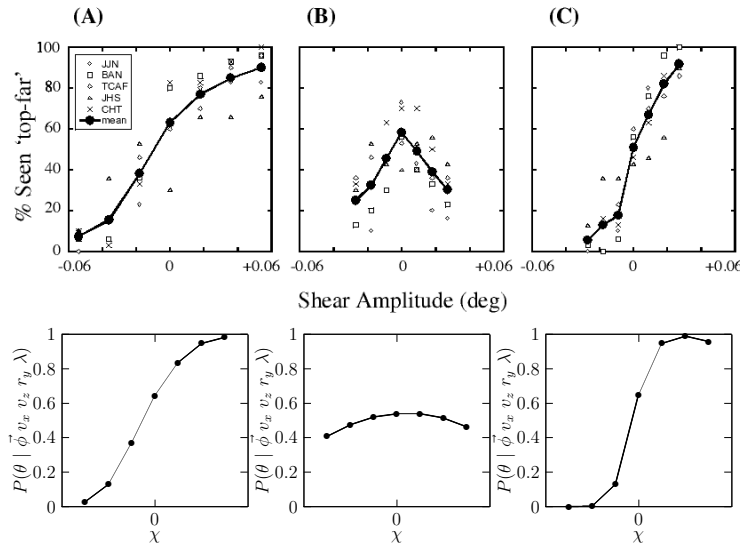 (A) (B) (C)
100
80
60
40
20
0
% Seen ‘top-far’
JJN
BAN
TCAF
JHS
CHT
mean
-0.06 0 +0.06
-0.06 0 +0.06
-0.06 0 +0.06
Shear Amplitude (deg)
1
0.8
0.6
0.4
0.2
0
P(θ | φ⃗ vₓ v_z r_y λ)
0
χ
1
0.8
0.6
0.4
0.2
0
P(θ | φ⃗ vₓ v_z r_y λ)
0
χ
1
0.8
0.6
0.4
0.2
0
P(θ | φ⃗ vₓ v_z r_y λ)
0
χ